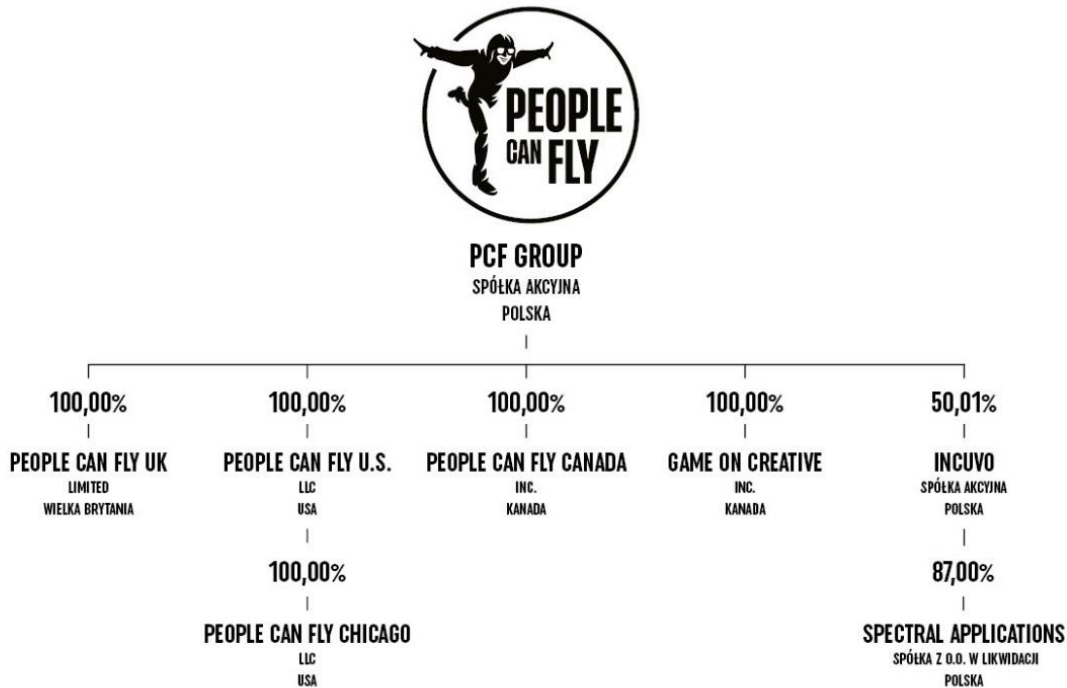 PEOPLE
CAN FLY
PCF GROUP
SPÓŁKA AKCYJNA
POLSKA
100,00%
100,00%
100,00%
100,00%
50,01%
PEOPLE CAN FLY UK
LIMITED
WIELKA BRYTANIA
PEOPLE CAN FLY U.S.
LLC
USA
PEOPLE CAN FLY CANADA
INC.
KANADA
GAME ON CREATIVE
INC.
KANADA
INCUVO
SPÓŁKA AKCYJNA
POLSKA
100,00%
87,00%
PEOPLE CAN FLY CHICAGO
LLC
USA
SPECTRAL APPLICATIONS
SPÓŁKA Z O.O. W LIKWIDACJI
POLSKA